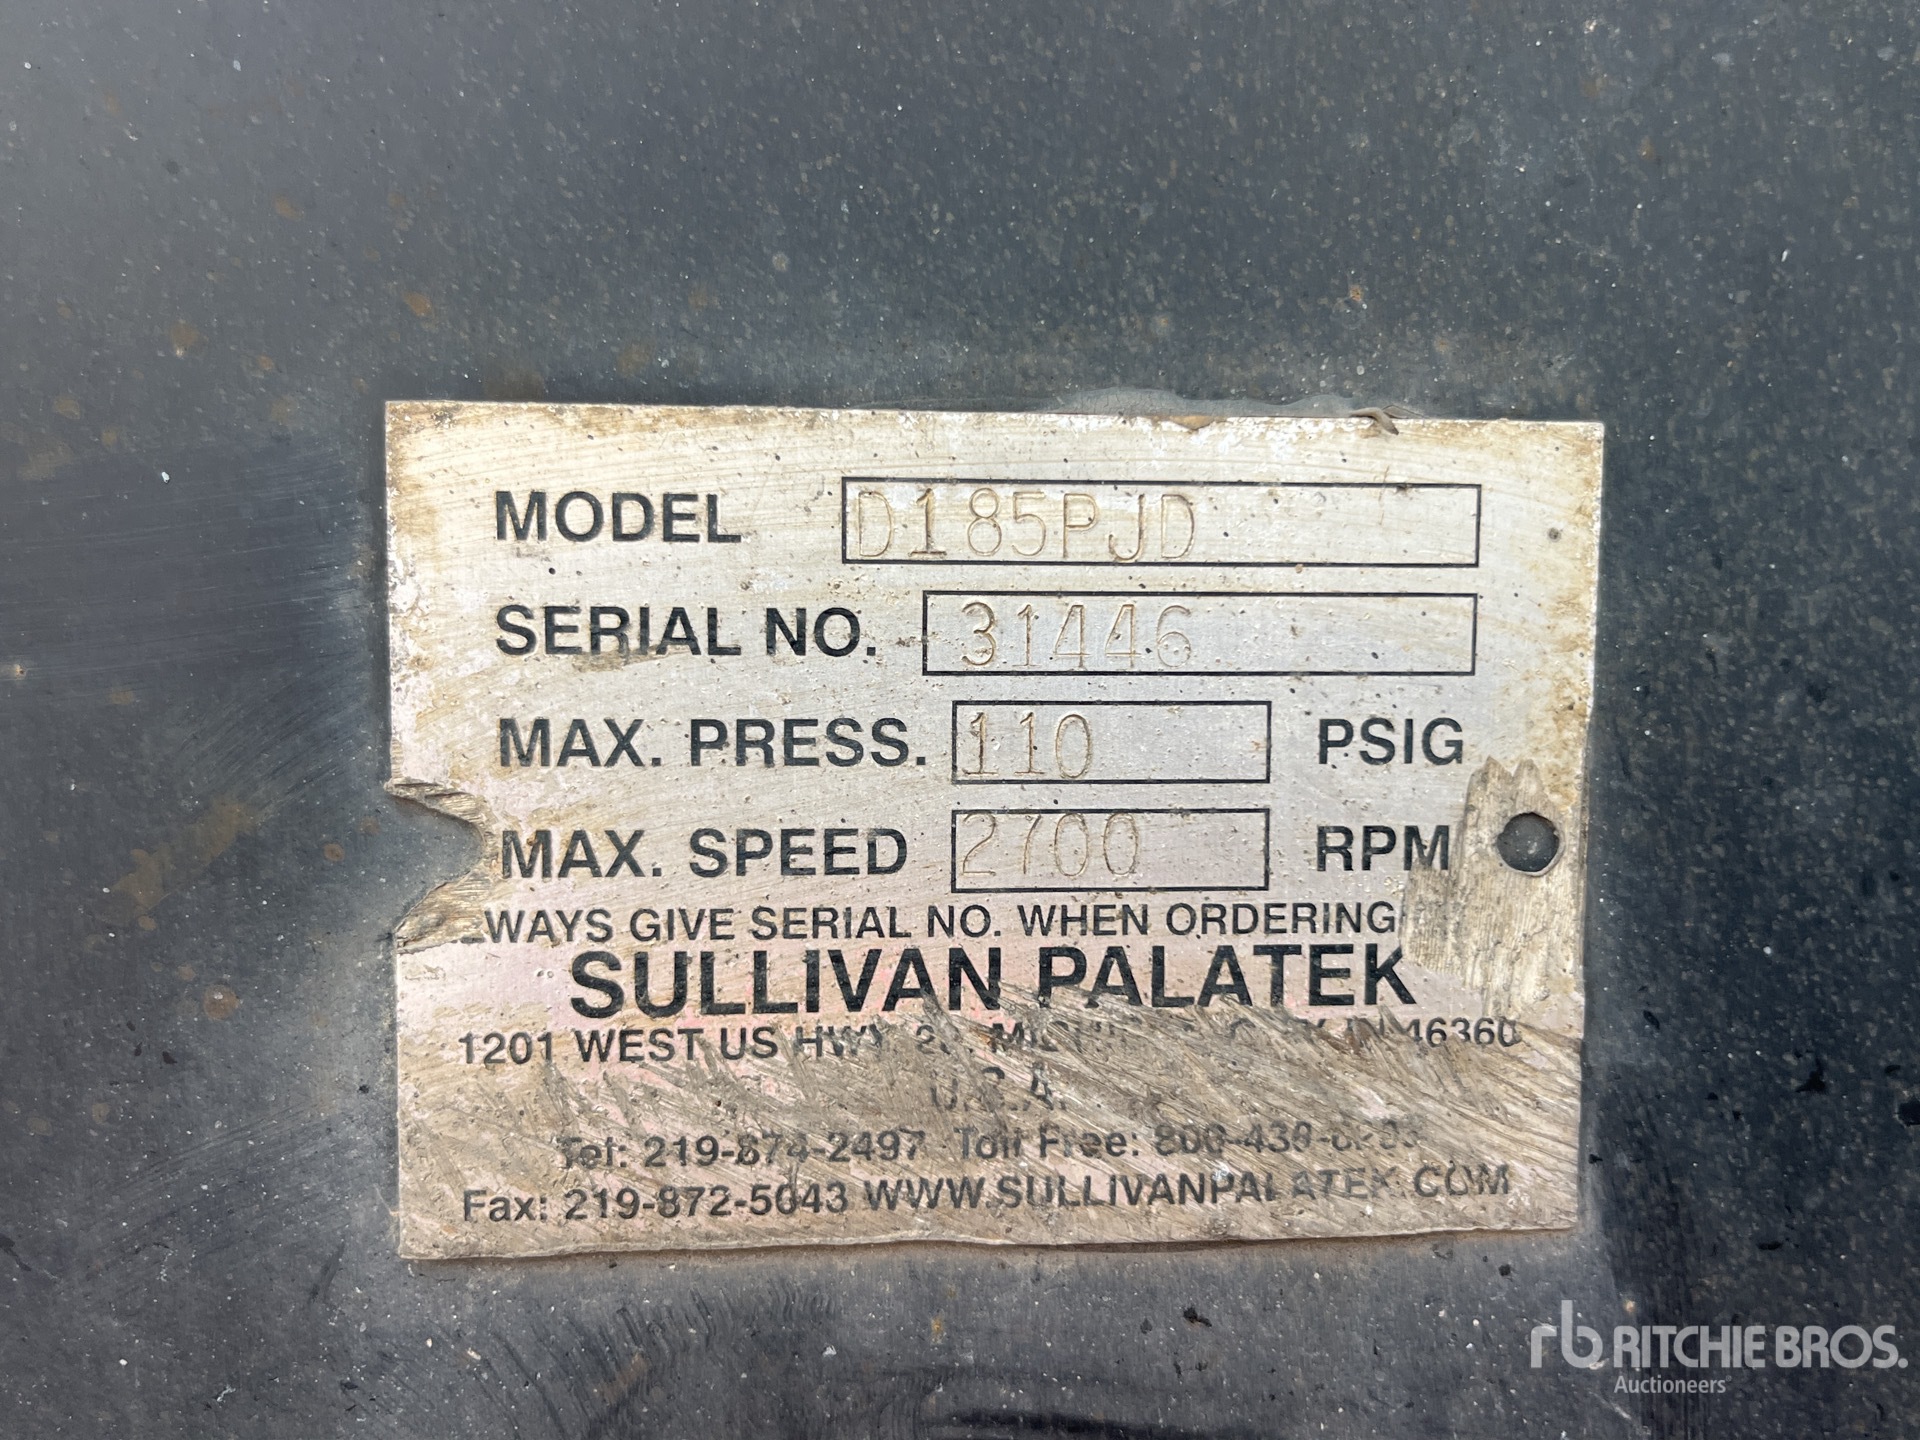 MODEL D185PJD
SERIAL NO. 31446
MAX. PRESS. 110 PSIG
MAX. SPEED 2700 RPM
WAYS GIVE SERIAL NO. WHEN ORDERING
SULLIVAN PALATEK
1201 WEST US HWY 46360
U.S.A.
Tel: 219-874-2497 Toll Free:
Fax: 219-872-5043 WWW.SULLIVANPALATEK.COM
rb RITCHIE BROS.
Auctioneers